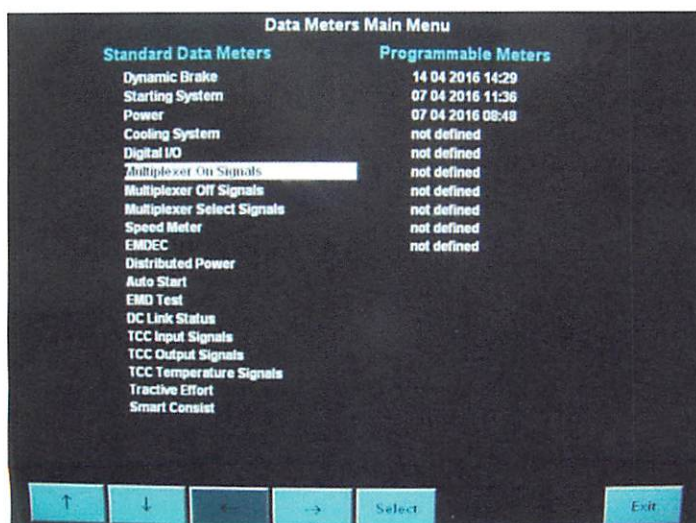 Data Meters Main Menu
Standard Data Meters
Dynamic Brake
Starting System
Power
Cooling System
Digital I/O
Multiplexer On Signals
Multiplexer Off Signals
Multiplexer Select Signals
Speed Meter
EMDEC
Distributed Power
Auto Start
EMD Test
DC Link Status
TCC Input Signals
TCC Output Signals
TCC Temperature Signals
Tractive Effort
Smart Consist
Programmable Meters
14 04 2016 14:29
07 04 2016 11:36
07 04 2016 08:48
not defined
not defined
not defined
not defined
not defined
not defined
not defined
↑ ↓ ← → Select Exit